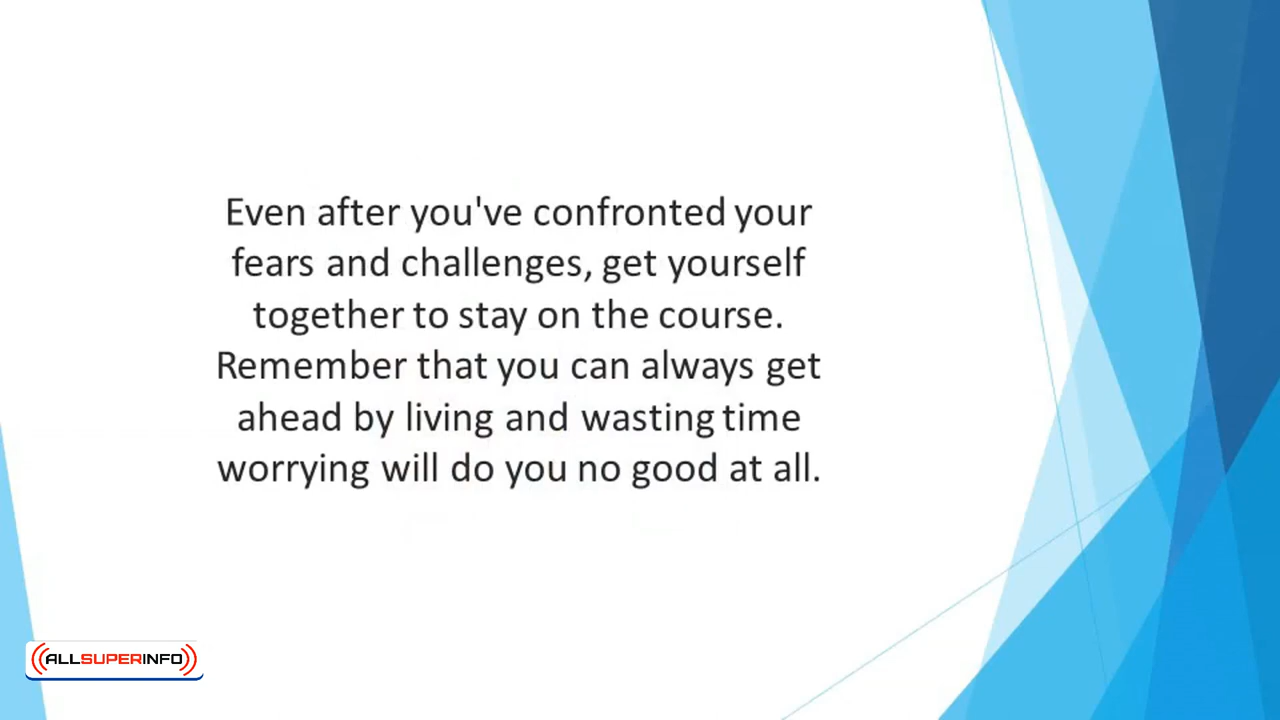 Even after you've confronted your
fears and challenges, get yourself
together to stay on the course.
Remember that you can always get
ahead by living and wasting time
worrying will do you no good at all.
ALLSUPERINFO